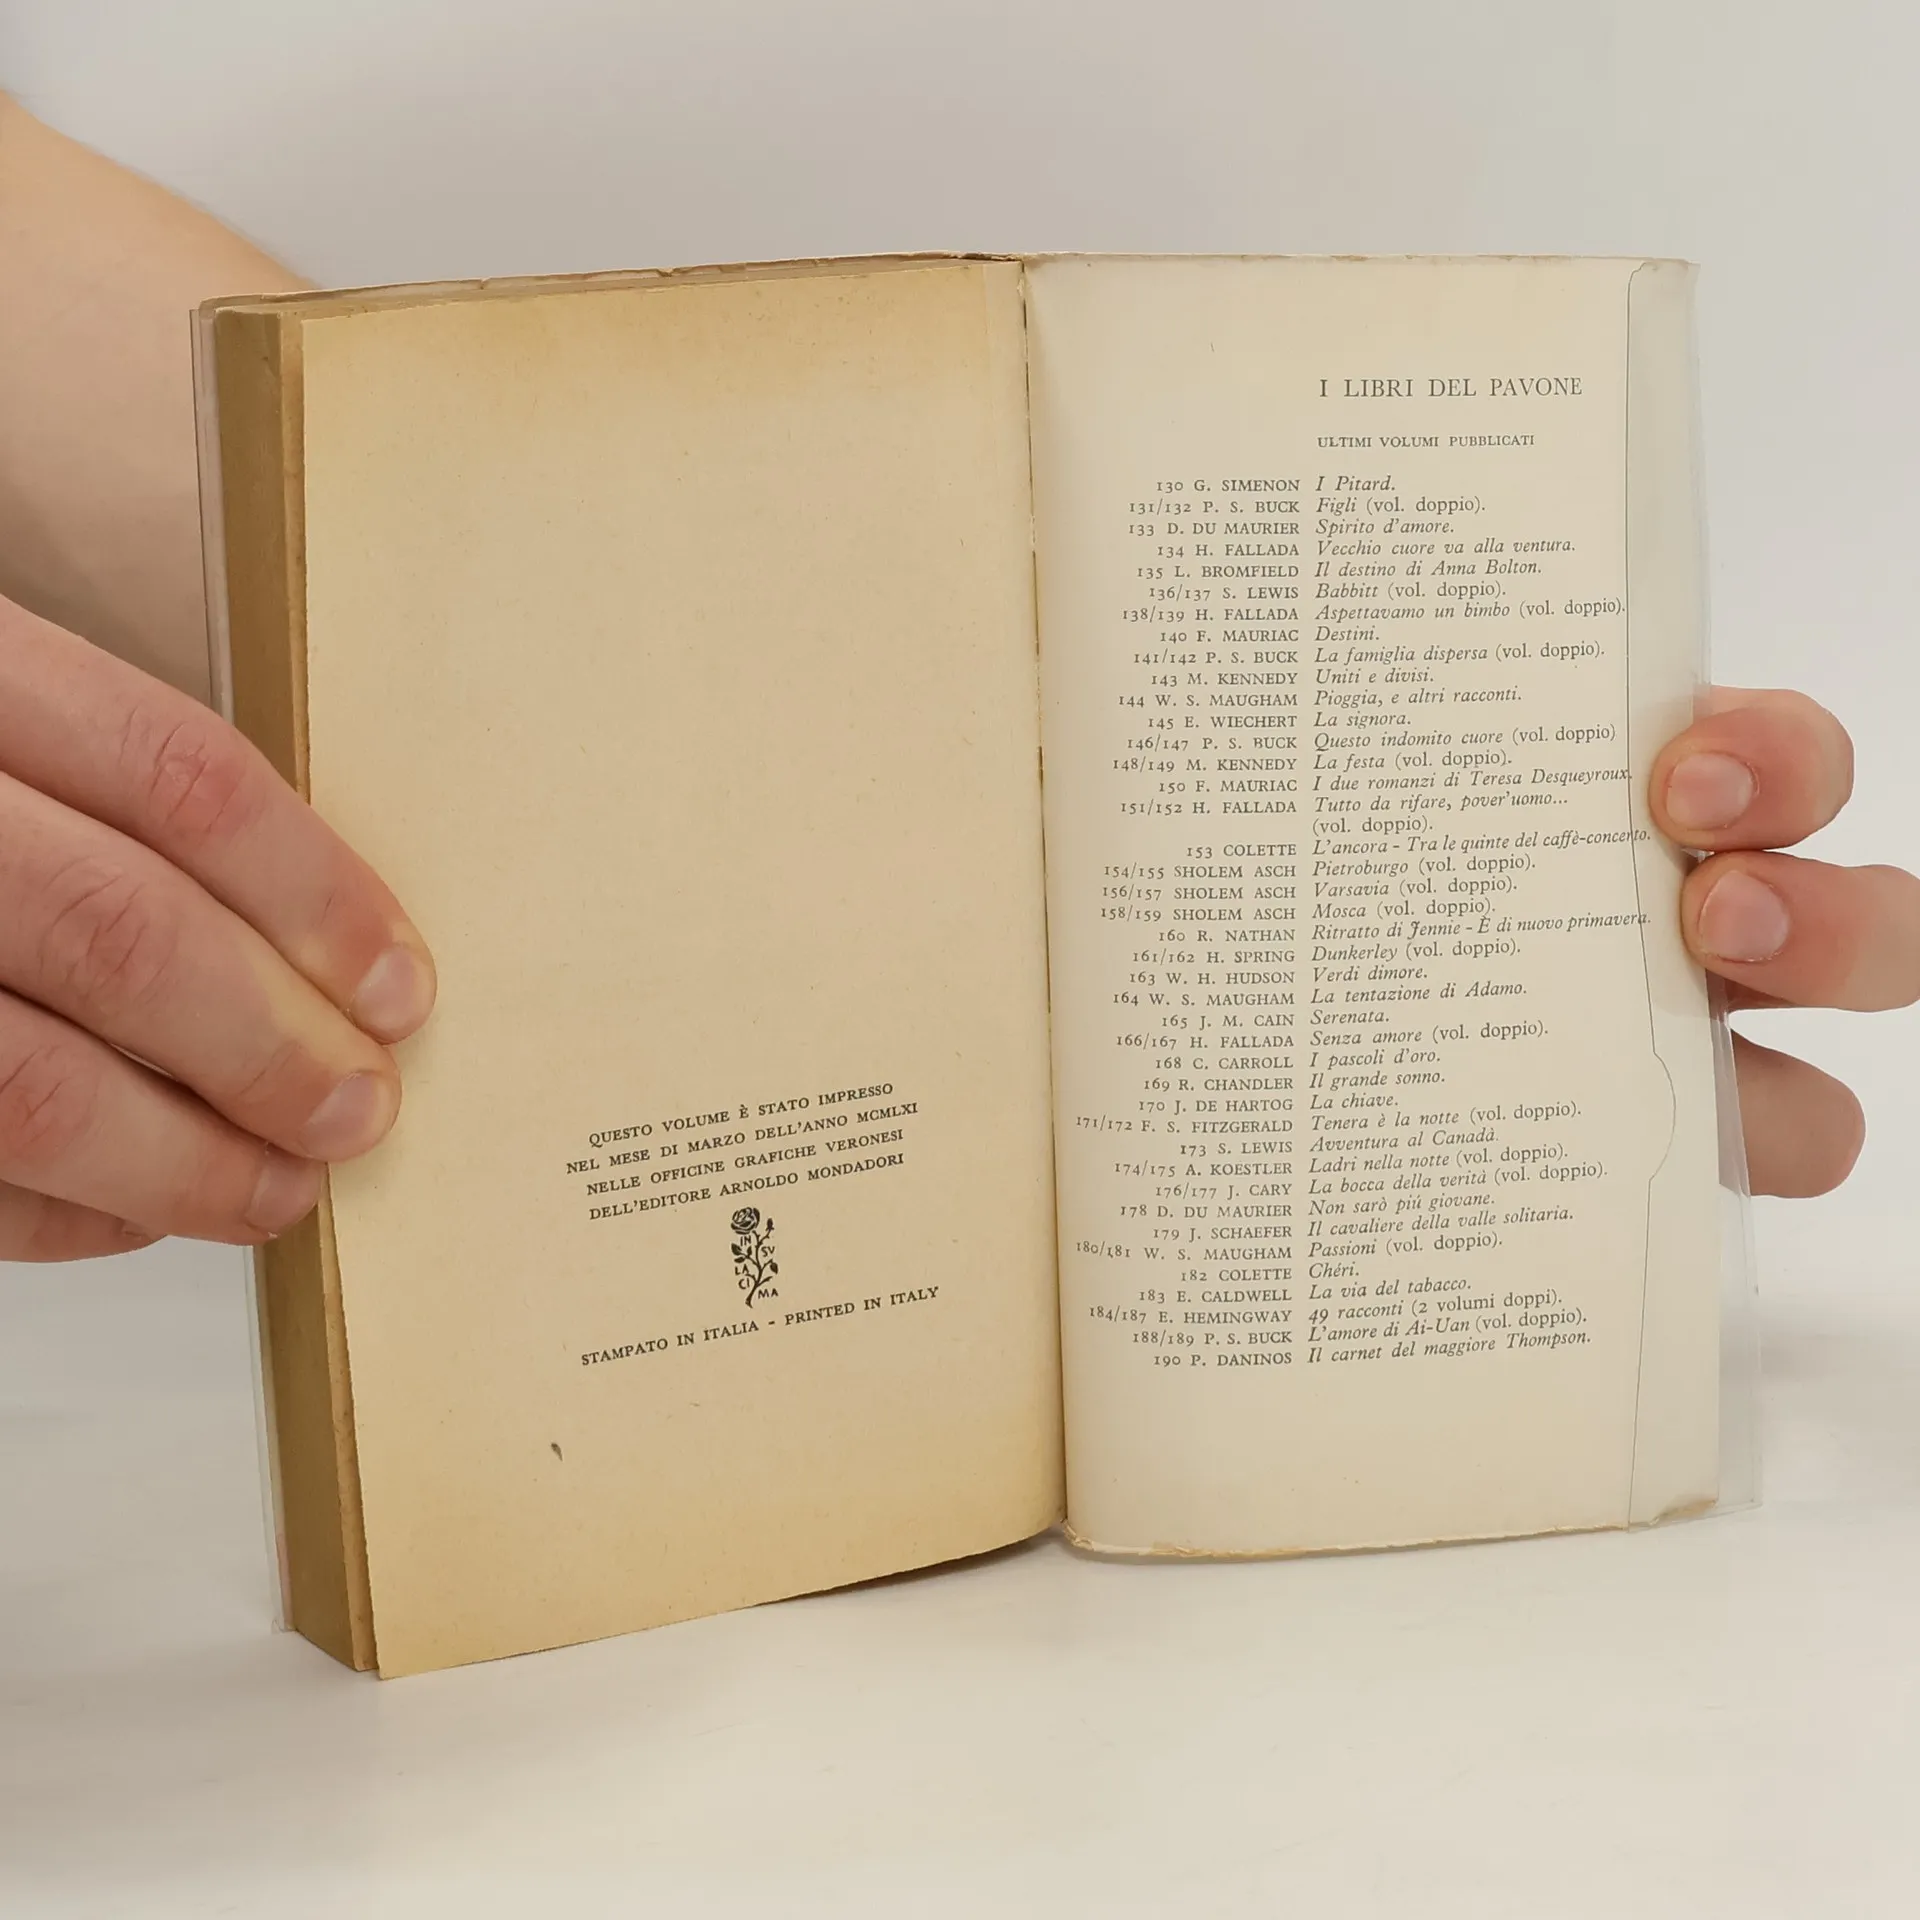 QUESTO VOLUME È STATO IMPRESSO
NEL MESE DI MARZO DELL'ANNO MCMLXI
NELLE OFFICINE GRAFICHE VERONESI
DELL'EDITORE ARNOLDO MONDADORI
IN
SV
LA
CI
MA
STAMPATO IN ITALIA - PRINTED IN ITALY
I LIBRI DEL PAVONE
ULTIMI VOLUMI PUBBLICATI
130 G. SIMENON I Pitard.
131/132 P. S. BUCK Figli (vol. doppio).
133 D. DU MAURIER Spirito d'amore.
134 H. FALLADA Vecchio cuore va alla ventura.
135 L. BROMFIELD Il destino di Anna Bolton.
136/137 S. LEWIS Babbitt (vol. doppio).
138/139 H. FALLADA Aspettavamo un bimbo (vol. doppio).
140 F. MAURIAC Destini.
141/142 P. S. BUCK La famiglia dispersa (vol. doppio).
143 M. KENNEDY Uniti e divisi.
144 W. S. MAUGHAM Pioggia, e altri racconti.
145 E. WIECHERT La signora.
146/147 P. S. BUCK Questo indomito cuore (vol. doppio)
148/149 M. KENNEDY La festa (vol. doppio).
150 F. MAURIAC I due romanzi di Teresa Desqueyroux.
151/152 H. FALLADA Tutto da rifare, pover'uomo...
(vol. doppio).
153 COLETTE L'ancora - Tra le quinte del caffè-concerto.
154/155 SHOLEM ASCH Pietroburgo (vol. doppio).
156/157 SHOLEM ASCH Varsavia (vol. doppio).
158/159 SHOLEM ASCH Mosca (vol. doppio).
160 R. NATHAN Ritratto di Jennie - È di nuovo primavera.
161/162 H. SPRING Dunkerley (vol. doppio).
163 W. H. HUDSON Verdi dimore.
164 W. S. MAUGHAM La tentazione di Adamo.
165 J. M. CAIN Serenata.
166/167 H. FALLADA Senza amore (vol. doppio).
168 C. CARROLL I pascoli d'oro.
169 R. CHANDLER Il grande sonno.
170 J. DE HARTOG La chiave.
171/172 F. S. FITZGERALD Tenera è la notte (vol. doppio).
173 S. LEWIS Avventura al Canadà.
174/175 A. KOESTLER Ladri nella notte (vol. doppio).
176/177 J. CARY La bocca della verità (vol. doppio).
178 D. DU MAURIER Non sarò più giovane.
179 J. SCHAEFER Il cavaliere della valle solitaria.
180/181 W. S. MAUGHAM Passioni (vol. doppio).
182 COLETTE Chéri.
183 E. CALDWELL La via del tabacco.
184/187 E. HEMINGWAY 49 racconti (2 volumi doppi).
188/189 P. S. BUCK L'amore di Ai-Uan (vol. doppio).
190 P. DANINOS Il carnet del maggiore Thompson.